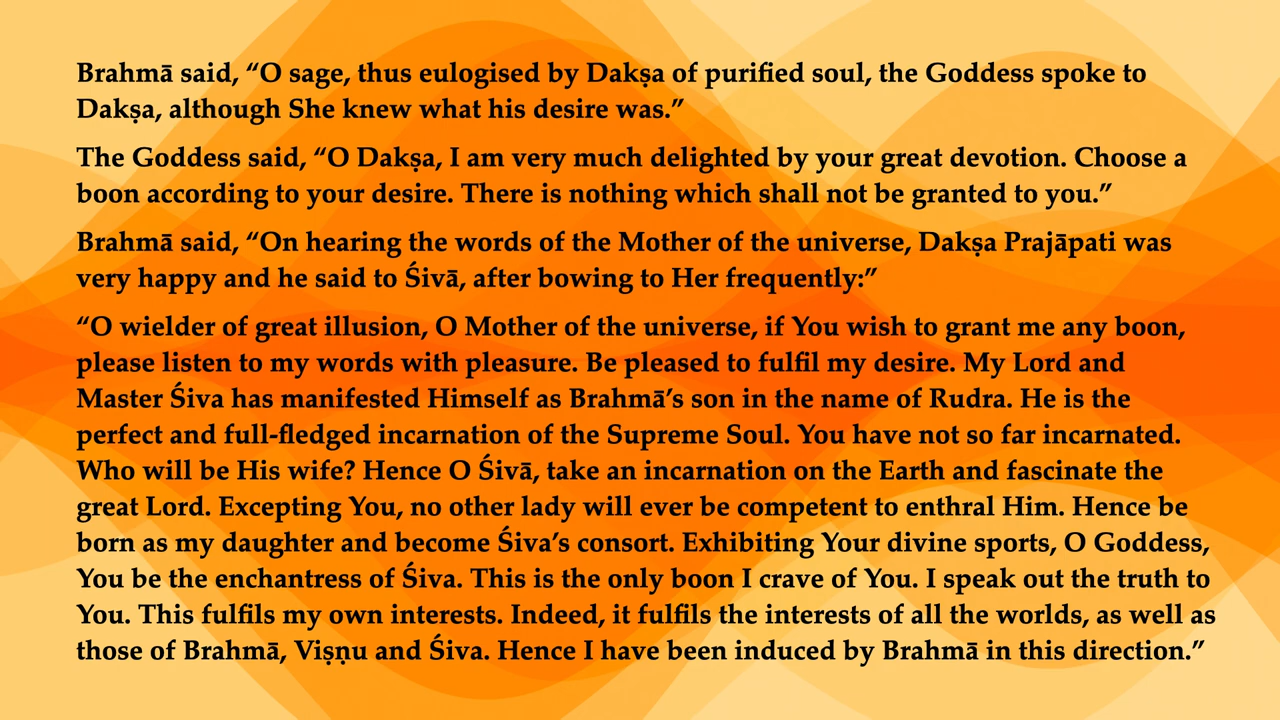 Brahmā said, “O sage, thus eulogised by Dakṣa of purified soul, the Goddess spoke to
Dakṣa, although She knew what his desire was.”
The Goddess said, “O Dakṣa, I am very much delighted by your great devotion. Choose a
boon according to your desire. There is nothing which shall not be granted to you.”
Brahmā said, “On hearing the words of the Mother of the universe, Dakṣa Prajāpati was
very happy and he said to Śivā, after bowing to Her frequently:”
“O wielder of great illusion, O Mother of the universe, if You wish to grant me any boon,
please listen to my words with pleasure. Be pleased to fulfil my desire. My Lord and
Master Śiva has manifested Himself as Brahmā’s son in the name of Rudra. He is the
perfect and full-fledged incarnation of the Supreme Soul. You have not so far incarnated.
Who will be His wife? Hence O Śivā, take an incarnation on the Earth and fascinate the
great Lord. Excepting You, no other lady will ever be competent to enthral Him. Hence be
born as my daughter and become Śiva’s consort. Exhibiting Your divine sports, O Goddess,
You be the enchantress of Śiva. This is the only boon I crave of You. I speak out the truth to
You. This fulfils my own interests. Indeed, it fulfils the interests of all the worlds, as well as
those of Brahmā, Viṣṇu and Śiva. Hence I have been induced by Brahmā in this direction.”